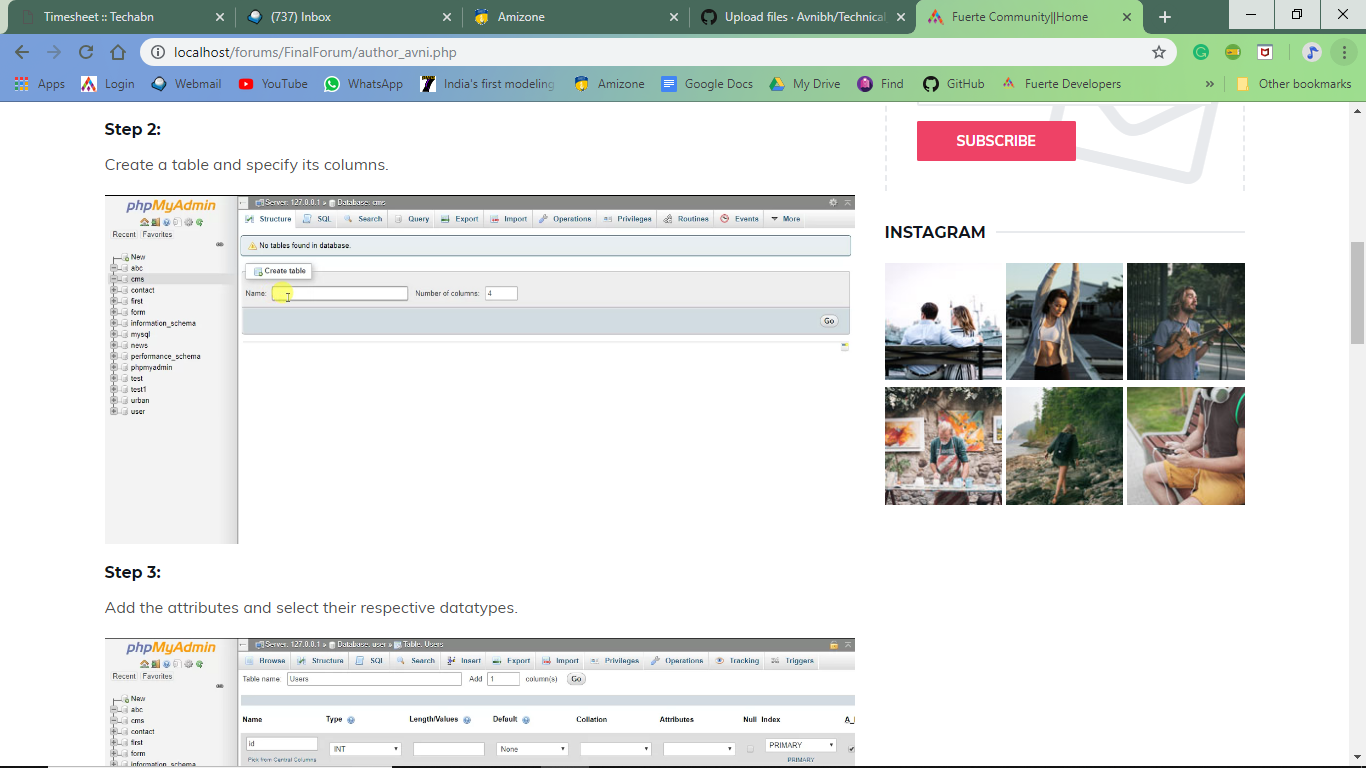 Timesheet :: Techabn
(737) Inbox
Amizone
Upload files · Avnibh/Technical
Fuerte Community||Home
localhost/forums/FinalForum/author_avni.php
Apps
Login
Webmail
YouTube
WhatsApp
India's first modeling
Amizone
Google Docs
My Drive
Find
GitHub
Fuerte Developers
»
Other bookmarks
Step 2:
Create a table and specify its columns.
phpMyAdmin
Recent Favorites
New
abc
cms
contact
first
form
information_schema
mysql
news
performance_schema
phpmyadmin
test
test1
urban
user
Server: 127.0.0.1 » Database: cms
Structure SQL Search Query Export Import Operations Privileges Routines Events More
No tables found in database.
Create table
Name: Number of columns: 4
Go
Step 3:
Add the attributes and select their respective datatypes.
phpMyAdmin
Recent Favorites
New
abc
cms
contact
first
form
information_schema
Server: 127.0.0.1 » Database: user » Table: Users
Browse Structure SQL Search Insert Export Import Privileges Operations Tracking Triggers
Table name: Users Add 1 column(s) Go
Name Type Length/Values Default Collation Attributes Null Index
id INT None PRIMARY
Pick from Central Columns PRIMARY
SUBSCRIBE
INSTAGRAM